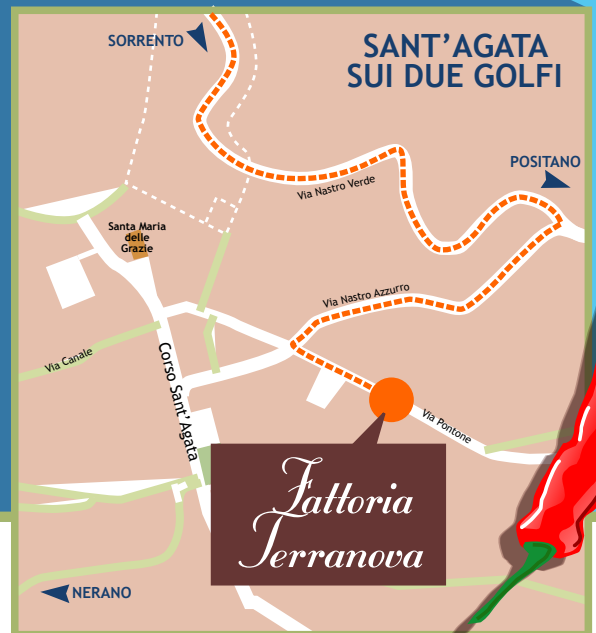 SORRENTO
SANT’AGATA
SUI DUE GOLFI
POSITANO
Via Nastro Verde
Santa Maria
delle
Grazie
Via Nastro Azzurro
Via Canale
Corso Sant’Agata
Via Pontone
Fattoria
Terranova
NERANO